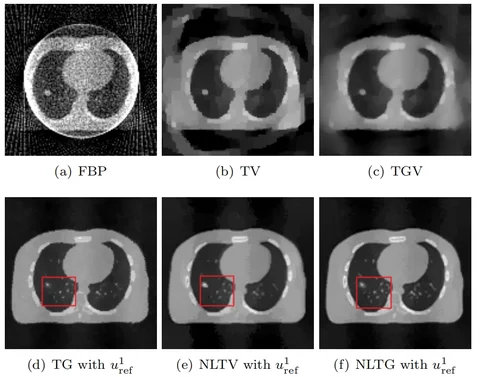 (a) FBP (b) TV (c) TGV
(d) TG with u¹ref (e) NLTV with u¹ref (f) NLTG with u¹ref